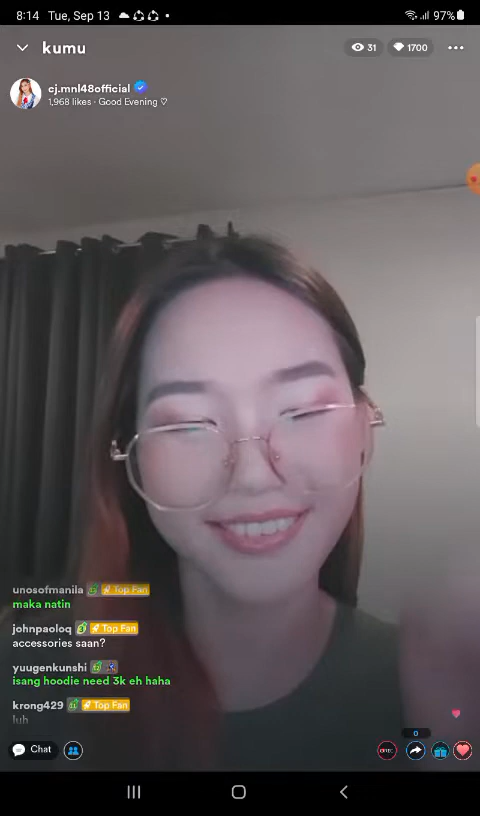 8:14 Tue, Sep 13
97%
kumu
31
1700
cj.mnl48official
1,968 likes · Good Evening ♡
unosofmanila Top Fan
maka natin
johnpaoloq Top Fan
accessories saan?
yuugenkunshi
isang hoodie need 3k eh haha
krong429 Top Fan
luh
0
Chat